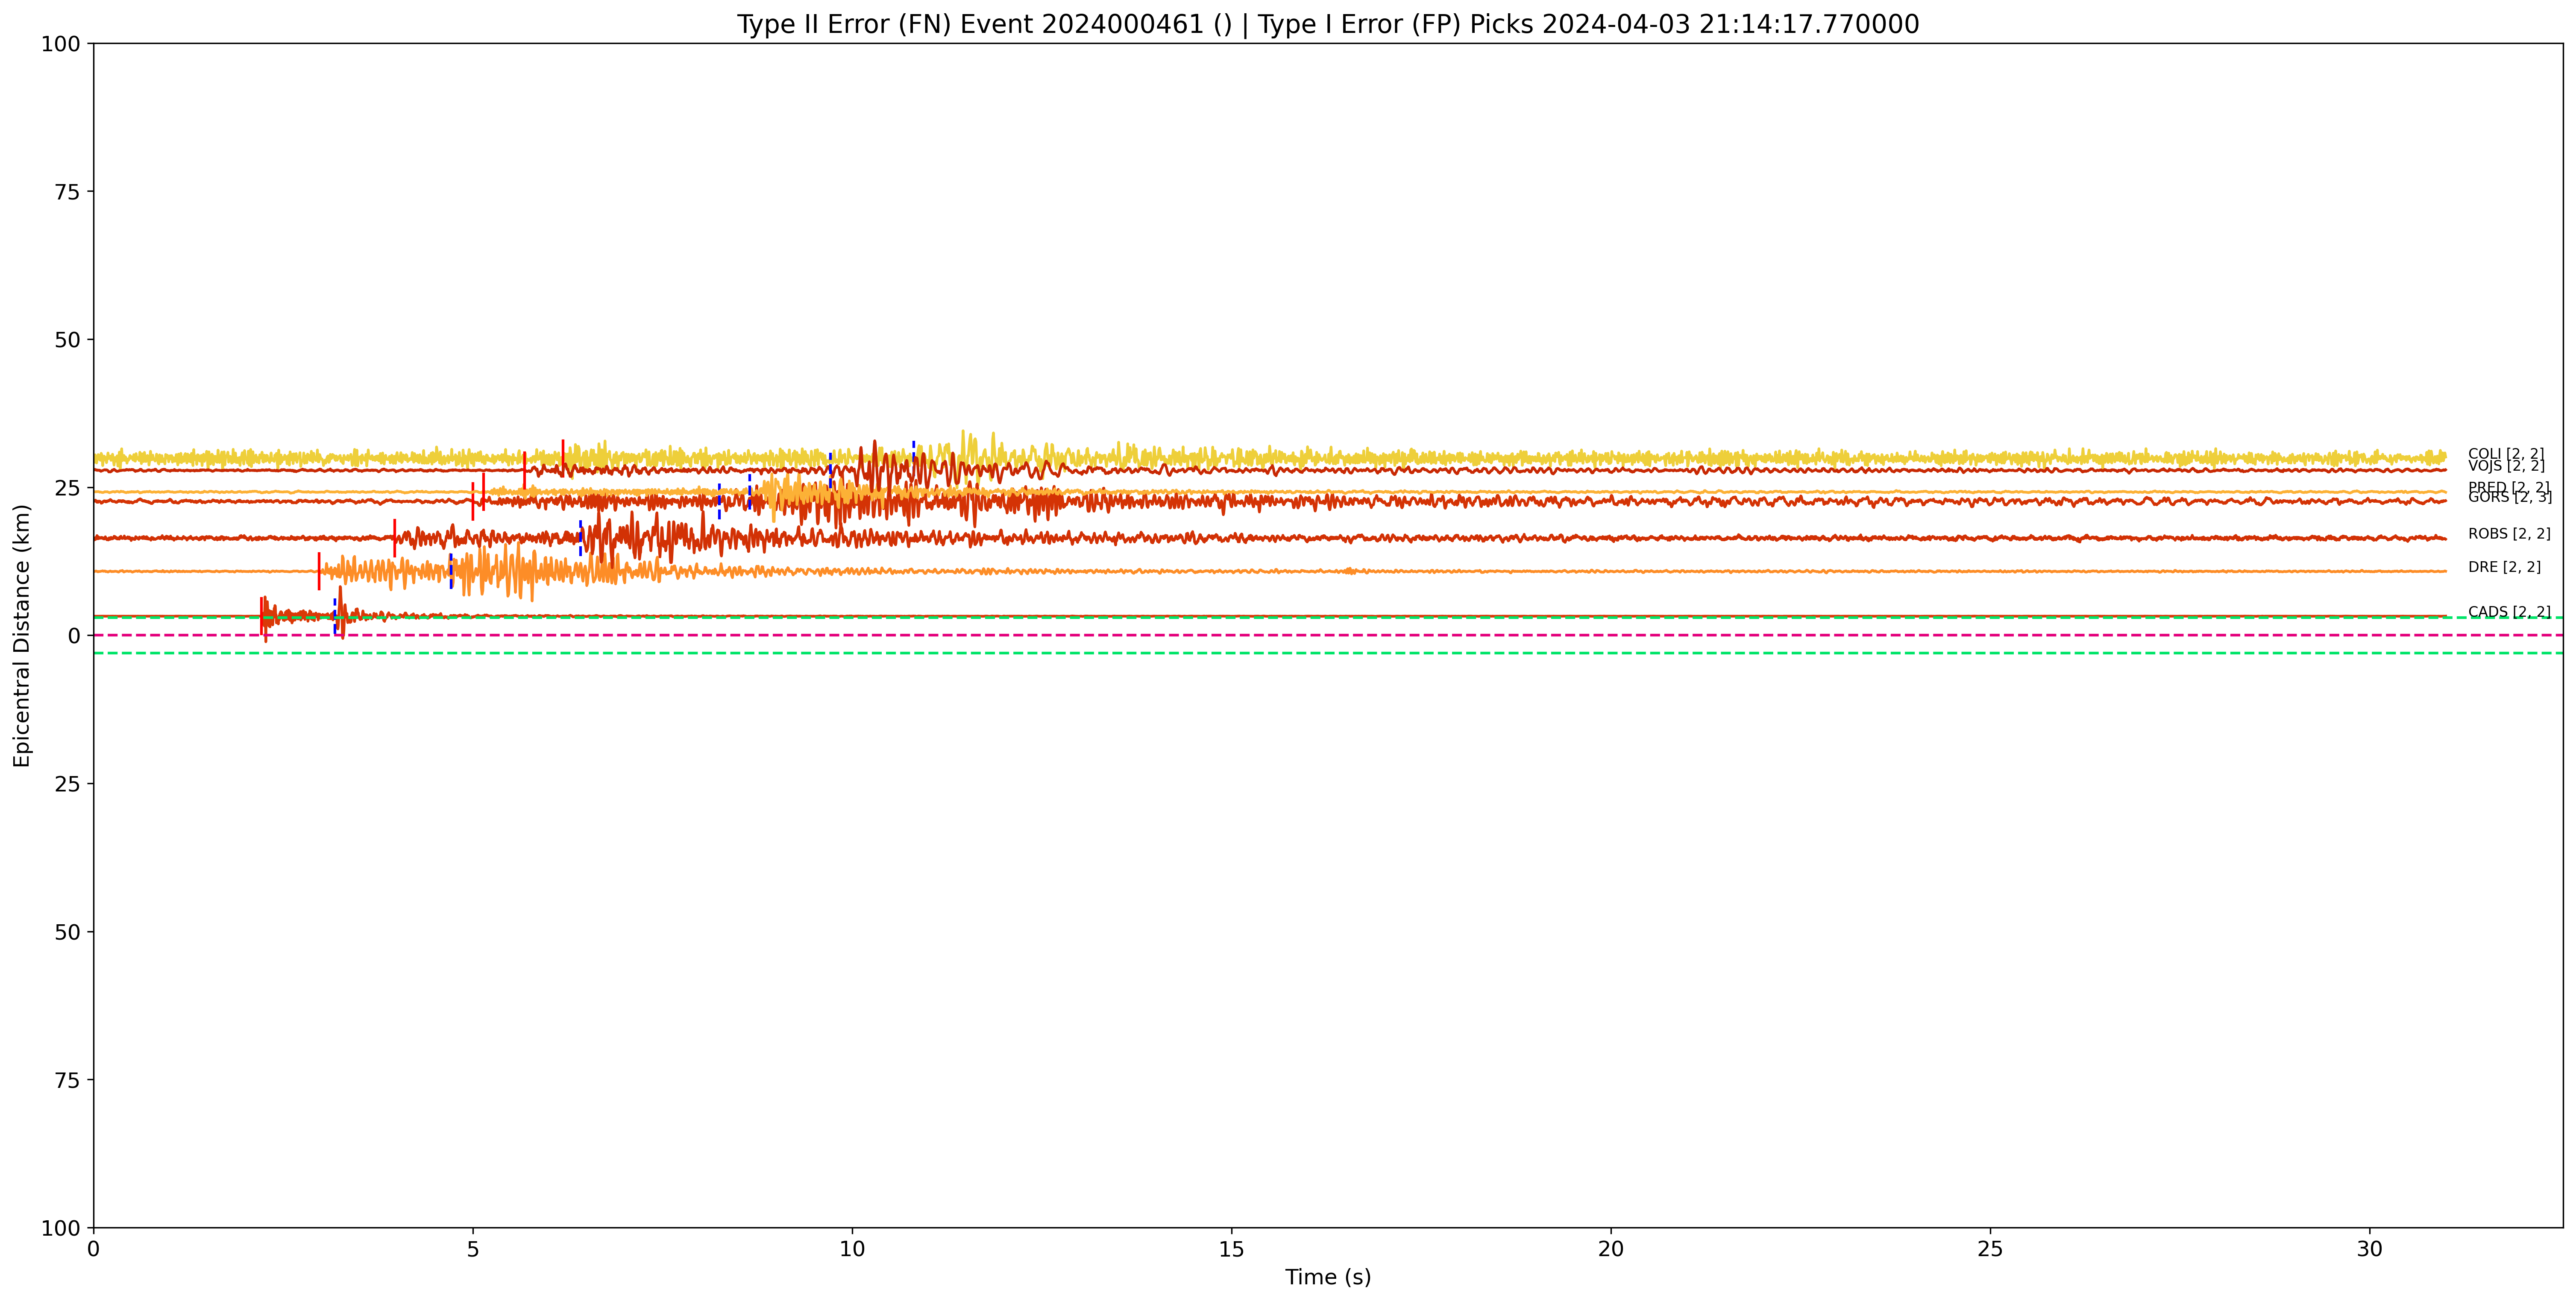 Type II Error (FN) Event 2024000461 () | Type I Error (FP) Picks 2024-04-03 21:14:17.770000
100
75
50
25
0
25
50
75
100
Epicentral Distance (km)
COLI [2, 2]
VOJS [2, 2]
PRED [2, 2]
GORS [2, 3]
ROBS [2, 2]
DRE [2, 2]
CADS [2, 2]
0
5
10
15
20
25
30
Time (s)